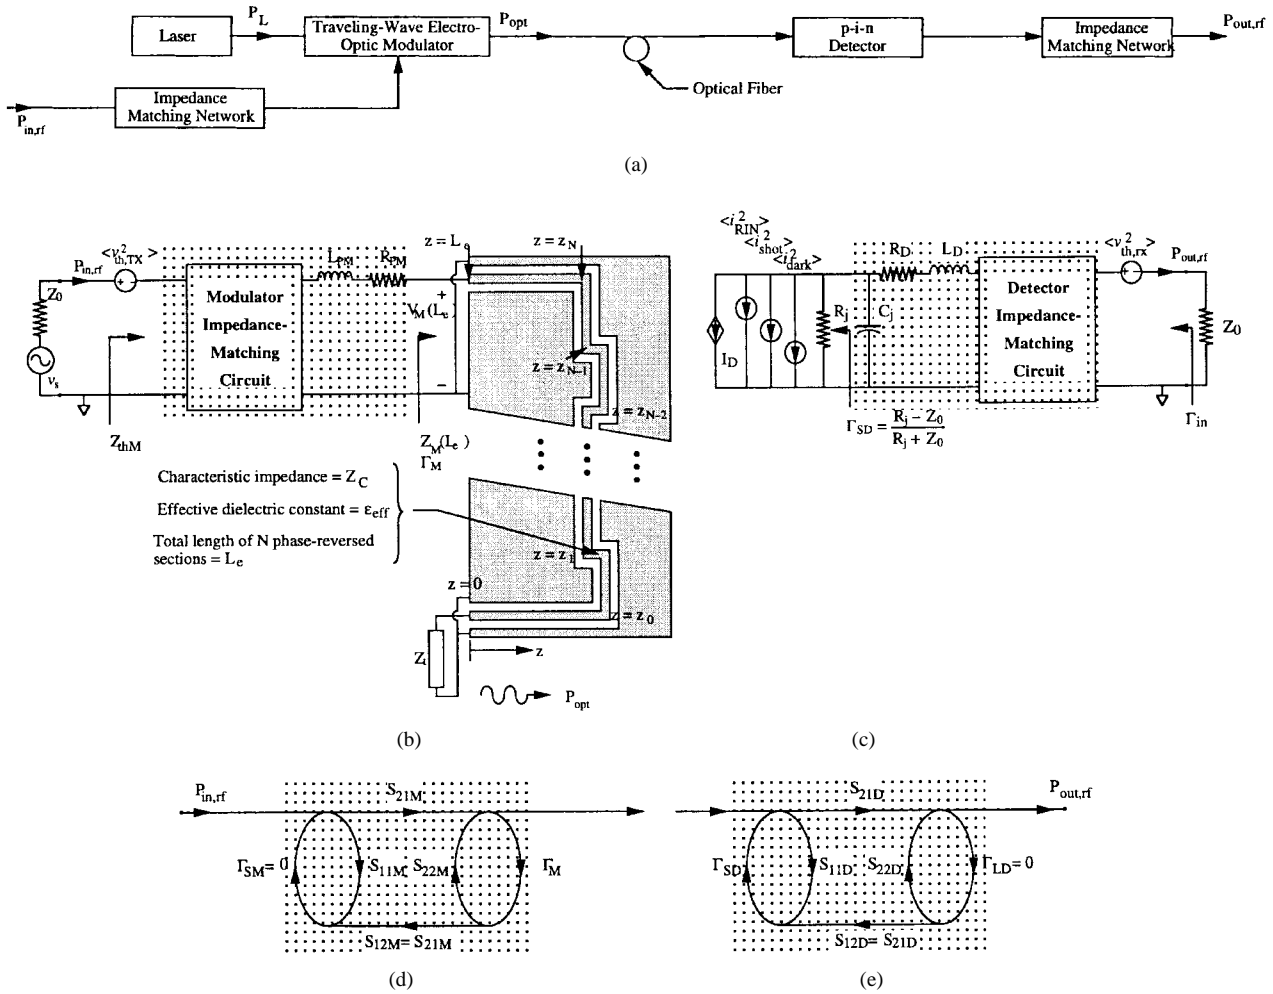 P_L
P_opt
P_out,rf
Laser
Traveling-Wave Electro-
Optic Modulator
p-i-n
Detector
Impedance
Matching Network
Optical Fiber
Impedance
Matching Network
P_in,rf
(a)
z = L_e
z = z_N
<v²_th,TX>
P_in,rf
L_PM
R_PM
Z_0
Modulator
Impedance-
Matching
Circuit
+
V_M(L_e)
−
v_s
z = z_N−1
z = z_N−2
Z_thM
Z_M(L_e)
Γ_M
Characteristic impedance = Z_C
Effective dielectric constant = ε_eff
Total length of N phase-reversed
sections = L_e
z = z_1
z = 0
z = z_0
Z_t
z
P_opt
(b)
<i²_RIN>
<i²_shot>
<i²_dark>
R_D
L_D
<v²_th,rx>
P_out,rf
R_j
C_j
I_D
Detector
Impedance-
Matching
Circuit
Z_0
Γ_SD = R_j − Z_0 / R_j + Z_0
Γ_in
(c)
P_in,rf
S_21M
Γ_SM = 0
S_11M
S_22M
Γ_M
S_12M = S_21M
(d)
S_21D
P_out,rf
Γ_SD
S_11D
S_22D
Γ_LD = 0
S_12D = S_21D
(e)